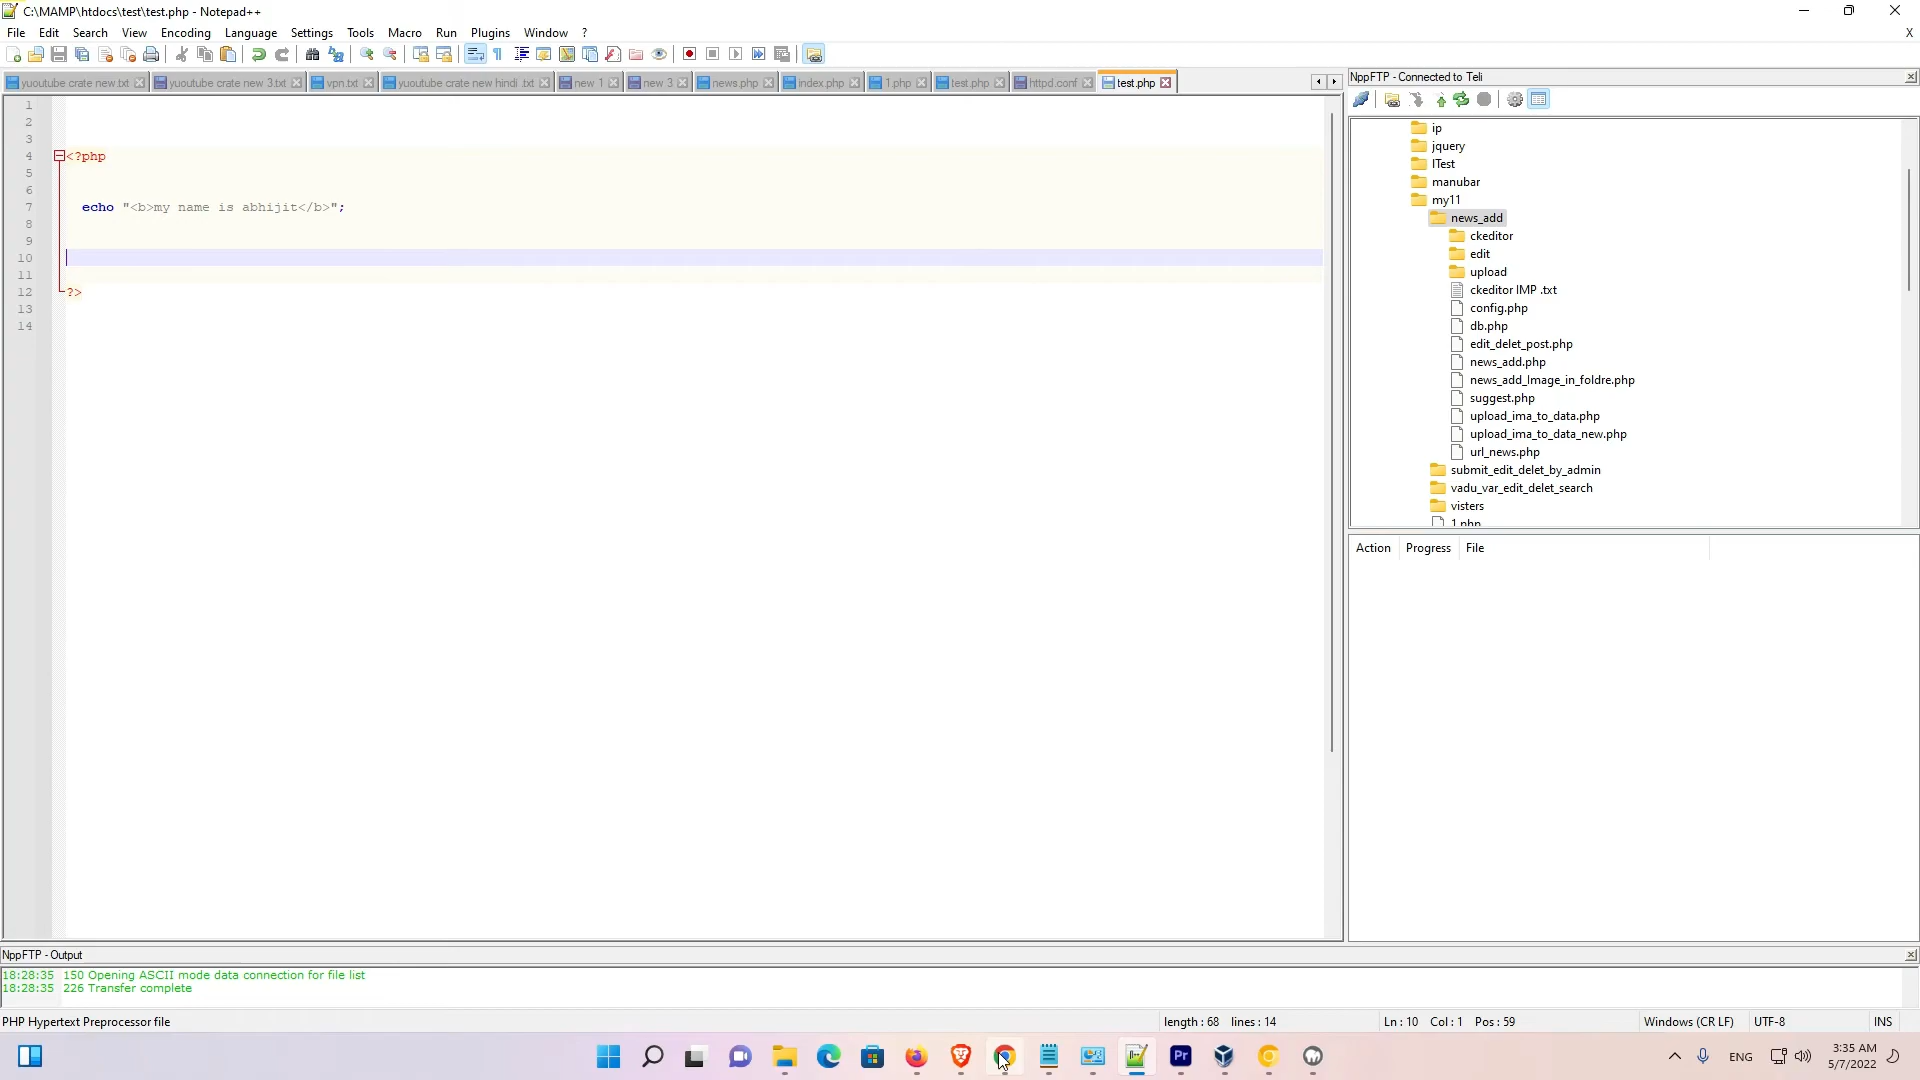 C:\MAMP\htdocs\test\test.php - Notepad++
File Edit Search View Encoding Language Settings Tools Macro Run Plugins Window ? X
yuoutube crate new.txt yuoutube crate new 3.txt vpn.txt yuoutube crate new hindi .txt new 1 new 3 news.php index.php 1.php test.php httpd.conf test.php
NppFTP - Connected to Teli
1
2
3
4 <?php
5
6
7 echo "<b>my name is abhijit</b>";
8
9
10
11
12 ?>
13
14
ip
jquery
lTest
manubar
my11
news_add
ckeditor
edit
upload
ckeditor IMP .txt
config.php
db.php
edit_delet_post.php
news_add.php
news_add_Image_in_foldre.php
suggest.php
upload_ima_to_data.php
upload_ima_to_data_new.php
url_news.php
submit_edit_delet_by_admin
vadu_var_edit_delet_search
visters
1.php
Action Progress File
NppFTP - Output
18:28:35 150 Opening ASCII mode data connection for file list
18:28:35 226 Transfer complete
PHP Hypertext Preprocessor file length : 68 lines : 14 Ln : 10 Col : 1 Pos : 59 Windows (CR LF) UTF-8 INS
Pr
ENG
3:35 AM
5/7/2022